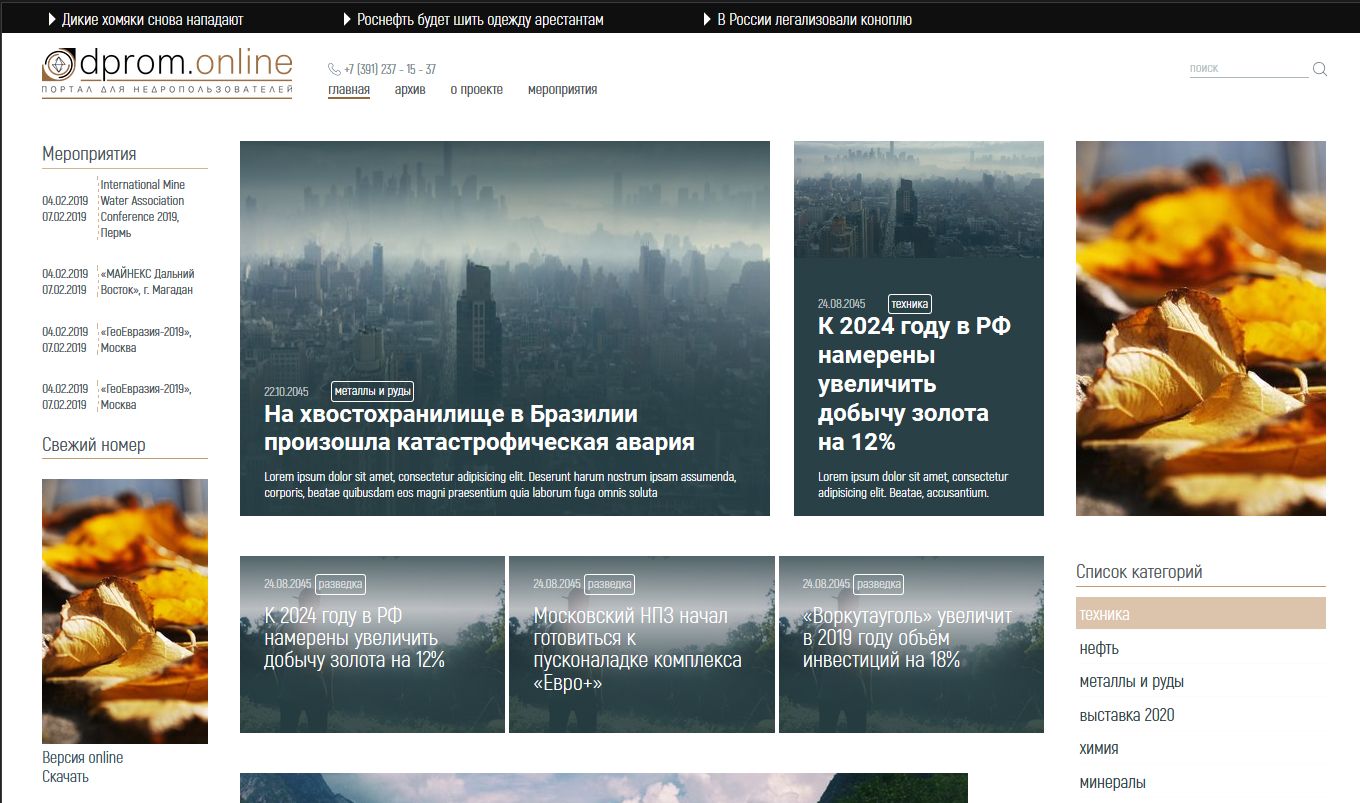 Дикие хомяки снова нападают
Роснефть будет шить одежду арестантам
В России легализовали коноплю
dprom.online
ПОРТАЛ ДЛЯ НЕДРОПОЛЬЗОВАТЕЛЕЙ
+7 (391) 237 - 15 - 37
главная
архив
о проекте
мероприятия
поиск
Мероприятия
04.02.2019
07.02.2019
International Mine
Water Association
Conference 2019,
Пермь
04.02.2019
07.02.2019
«МАЙНЕКС Дальний
Восток», г. Магадан
04.02.2019
07.02.2019
«ГеоЕвразия-2019»,
Москва
04.02.2019
07.02.2019
«ГеоЕвразия-2019»,
Москва
Свежий номер
Версия online
Скачать
22.10.2045
металлы и руды
На хвостохранилище в Бразилии
произошла катастрофическая авария
Lorem ipsum dolor sit amet, consectetur adipisicing elit. Deserunt harum nostrum ipsam assumenda,
corporis, beatae quibusdam eos magni praesentium quia laborum fuga omnis soluta
24.08.2045
техника
К 2024 году в РФ
намерены
увеличить
добычу золота
на 12%
Lorem ipsum dolor sit amet, consectetur
adipisicing elit. Beatae, accusantium.
24.08.2045 разведка
К 2024 году в РФ
намерены увеличить
добычу золота на 12%
24.08.2045 разведка
Московский НПЗ начал
готовиться к
пусконаладке комплекса
«Евро+»
24.08.2045 разведка
«Воркутауголь» увеличит
в 2019 году объём
инвестиций на 18%
Список категорий
техника
нефть
металлы и руды
выставка 2020
химия
минералы